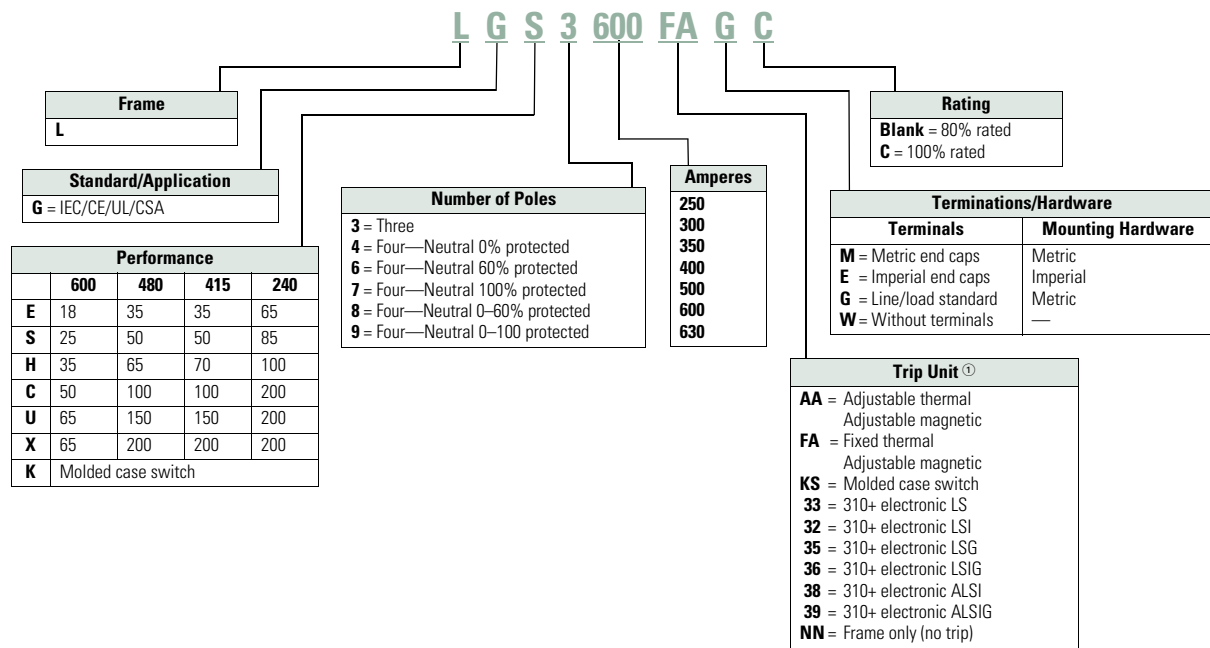 L G S 3 600 FA G C
Frame
L
Standard/Application
G = IEC/CE/UL/CSA
Performance
600 480 415 240
E 18 35 35 65
S 25 50 50 85
H 35 65 70 100
C 50 100 100 200
U 65 150 150 200
X 65 200 200 200
K Molded case switch
Number of Poles
3 = Three
4 = Four—Neutral 0% protected
6 = Four—Neutral 60% protected
7 = Four—Neutral 100% protected
8 = Four—Neutral 0–60% protected
9 = Four—Neutral 0–100 protected
Amperes
250
300
350
400
500
600
630
Rating
Blank = 80% rated
C = 100% rated
Terminations/Hardware
Terminals Mounting Hardware
M = Metric end caps Metric
E = Imperial end caps Imperial
G = Line/load standard Metric
W = Without terminals —
Trip Unit ①
AA = Adjustable thermal
Adjustable magnetic
FA = Fixed thermal
Adjustable magnetic
KS = Molded case switch
33 = 310+ electronic LS
32 = 310+ electronic LSI
35 = 310+ electronic LSG
36 = 310+ electronic LSIG
38 = 310+ electronic ALSI
39 = 310+ electronic ALSIG
NN = Frame only (no trip)